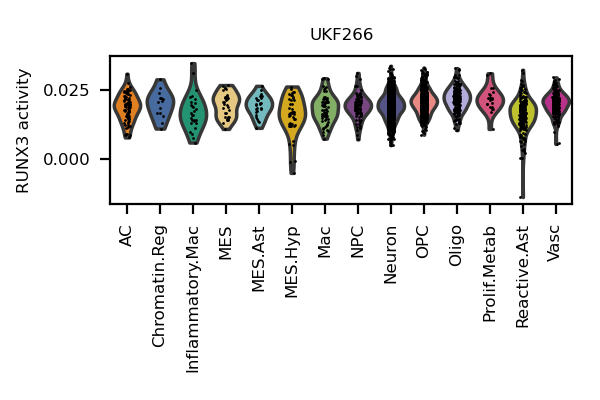 UKF266
RUNX3 activity
0.025
0.000
AC
Chromatin.Reg
Inflammatory.Mac
MES
MES.Ast
MES.Hyp
Mac
NPC
Neuron
OPC
Oligo
Prolif.Metab
Reactive.Ast
Vasc